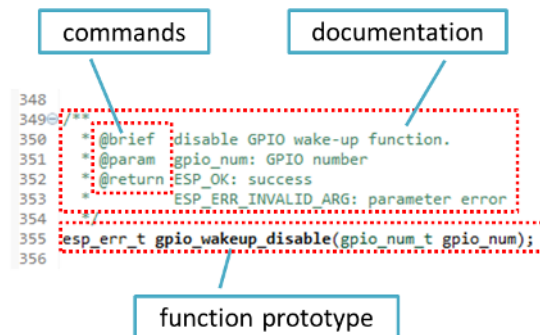 commands
documentation
348
349 /**
350 * @brief disable GPIO wake-up function.
351 * @param gpio_num: GPIO number
352 * @return ESP_OK: success
353 * ESP_ERR_INVALID_ARG: parameter error
354 */
355 esp_err_t gpio_wakeup_disable(gpio_num_t gpio_num);
356
function prototype